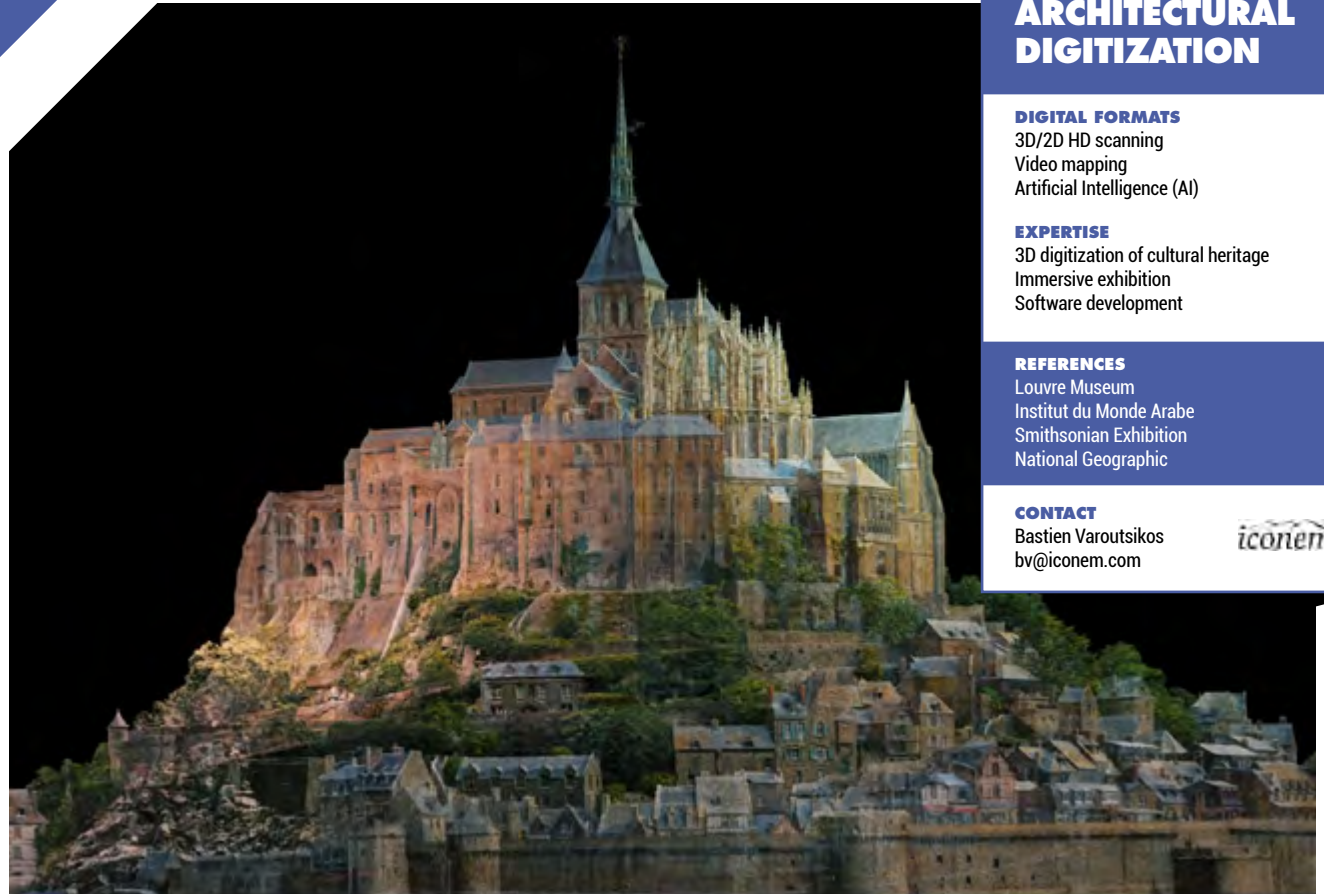 ARCHITECTURAL
DIGITIZATION
DIGITAL FORMATS
3D/2D HD scanning
Video mapping
Artificial Intelligence (AI)
EXPERTISE
3D digitization of cultural heritage
Immersive exhibition
Software development
REFERENCES
Louvre Museum
Institut du Monde Arabe
Smithsonian Exhibition
National Geographic
CONTACT
Bastien Varoutsikos
bv@iconem.com
iconem